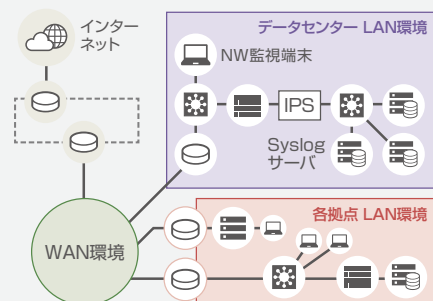 インター
ネット
データセンター LAN環境
NW監視端末
IPS
Syslog
サーバ
WAN環境
各拠点 LAN環境